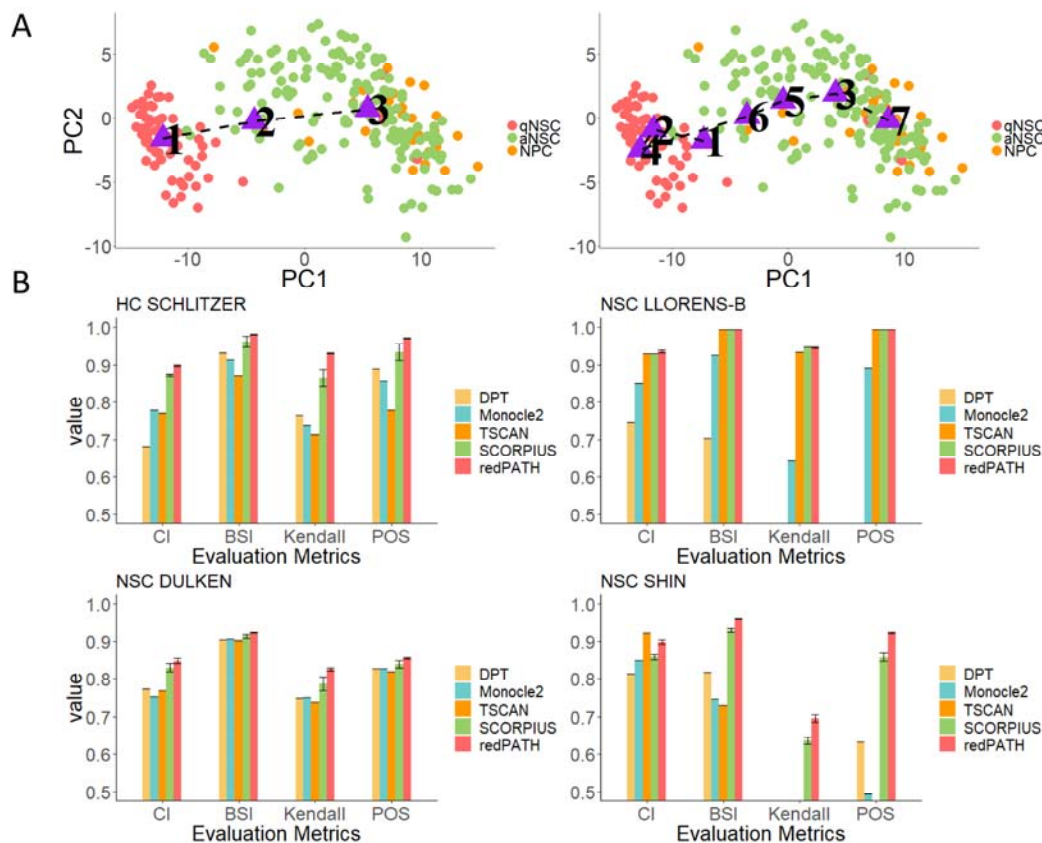 A
PC2
5
0
-5
-10
-10
0
10
PC1
1
2
3
qNSC
aNSC
NPC
-10
0
10
PC1
4
2
1
6
5
3
7
qNSC
aNSC
NPC
B
HC SCHLITZER
value
1.0
0.9
0.8
0.7
0.6
0.5
CI BSI Kendall POS
Evaluation Metrics
DPT
Monocle2
TSCAN
SCORPIUS
redPATH
NSC LLORENS-B
1.0
0.9
0.8
0.7
0.6
0.5
CI BSI Kendall POS
Evaluation Metrics
DPT
Monocle2
TSCAN
SCORPIUS
redPATH
NSC DULKEN
value
1.0
0.9
0.8
0.7
0.6
0.5
CI BSI Kendall POS
Evaluation Metrics
DPT
Monocle2
TSCAN
SCORPIUS
redPATH
NSC SHIN
1.0
0.9
0.8
0.7
0.6
0.5
CI BSI Kendall POS
Evaluation Metrics
DPT
Monocle2
TSCAN
SCORPIUS
redPATH